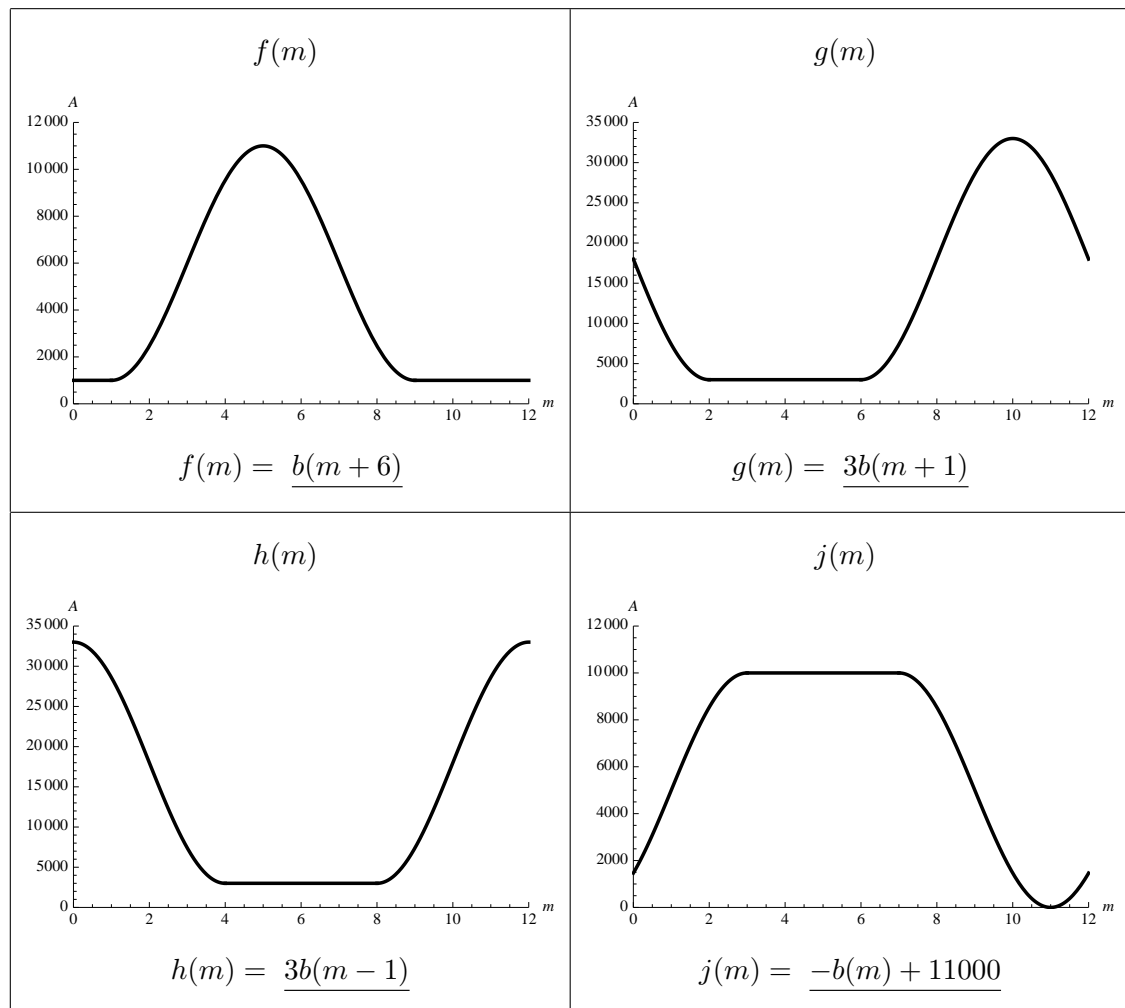 f(m)
A
12 000
10 000
8000
6000
4000
2000
0
0 2 4 6 8 10 12 m
f(m) = b(m + 6)
g(m)
A
35 000
30 000
25 000
20 000
15 000
10 000
5000
0
0 2 4 6 8 10 12 m
g(m) = 3b(m + 1)
h(m)
A
35 000
30 000
25 000
20 000
15 000
10 000
5000
0
0 2 4 6 8 10 12 m
h(m) = 3b(m − 1)
j(m)
A
12 000
10 000
8000
6000
4000
2000
0
0 2 4 6 8 10 12 m
j(m) = −b(m) + 11000